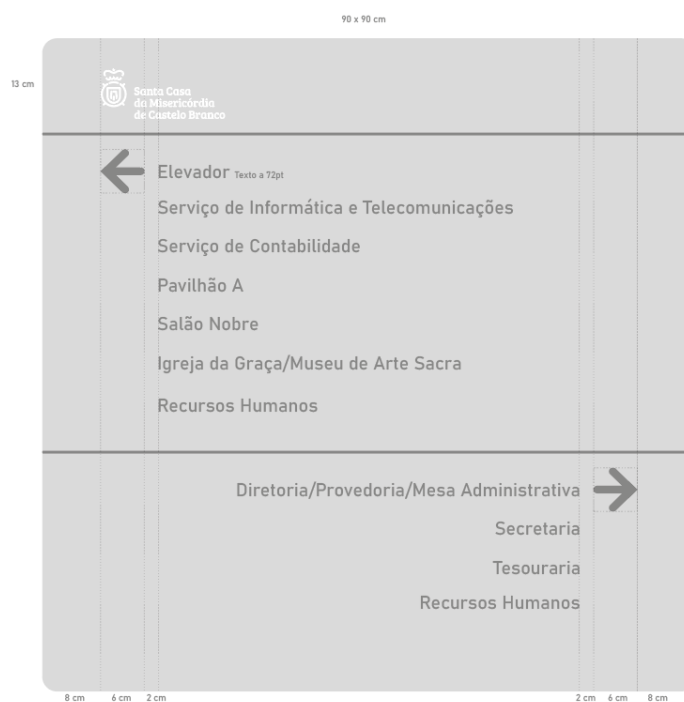 90 x 90 cm
13 cm
Santa Casa
da Misericórdia
de Castelo Branco
Elevador Texto a 72pt
Serviço de Informática e Telecomunicações
Serviço de Contabilidade
Pavilhão A
Salão Nobre
Igreja da Graça/Museu de Arte Sacra
Recursos Humanos
Diretoria/Provedoria/Mesa Administrativa
Secretaria
Tesouraria
Recursos Humanos
8 cm 6 cm 2 cm 2 cm 6 cm 8 cm